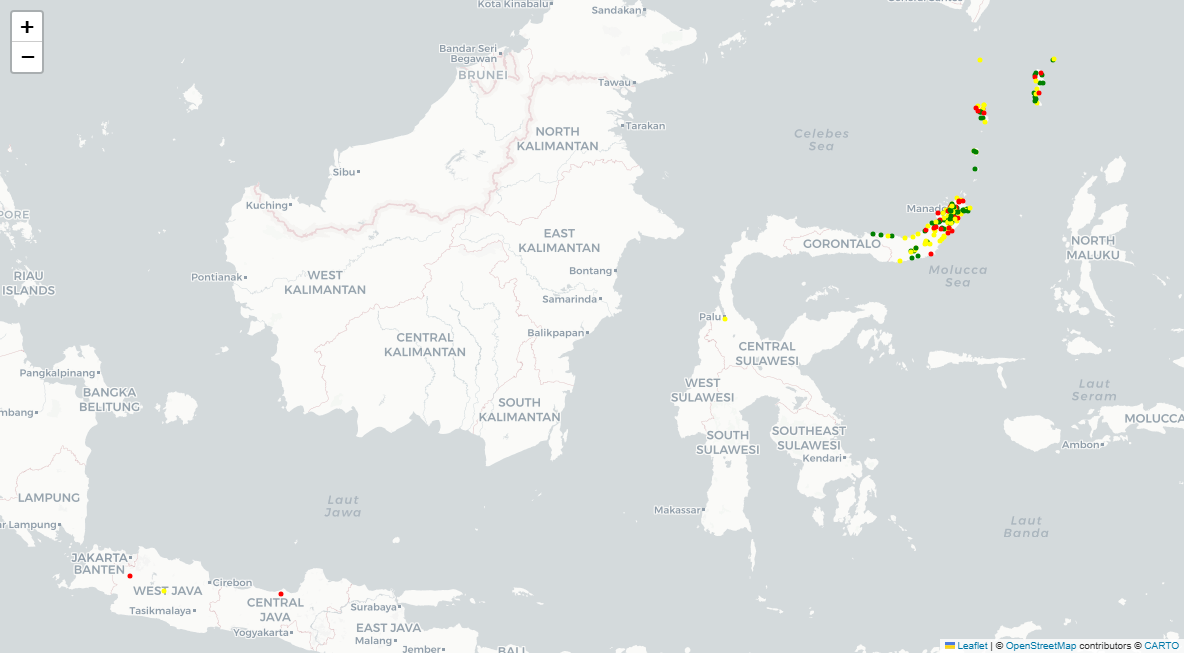 +
−
Kota Kinabalu
Sandakan
Bandar Seri
Begawan
BRUNEI
Tawau
Tarakan
NORTH
KALIMANTAN
Celebes
Sea
Sibu
Kuching
PORE
Manado
EAST
KALIMANTAN
GORONTALO
NORTH
MALUKU
RIAU
ISLANDS
Pontianak
WEST
KALIMANTAN
Bontang
Molucca
Sea
Samarinda
Palu
Balikpapan
CENTRAL
KALIMANTAN
CENTRAL
SULAWESI
Pangkalpinang
BANGKA
BELITUNG
WEST
SULAWESI
Laut
Seram
mbang
SOUTH
KALIMANTAN
MOLUCCA
SOUTH
SULAWESI
SOUTHEAST
SULAWESI
Ambon
Kendari
LAMPUNG
Laut
Jawa
Makassar
r Lampung
Laut
Banda
JAKARTA
BANTEN
WEST JAVA
Cirebon
CENTRAL
JAVA
Tasikmalaya
Surabaya
Yogyakarta
EAST JAVA
Malang
Jember
BALI
Leaflet | © OpenStreetMap contributors © CARTO